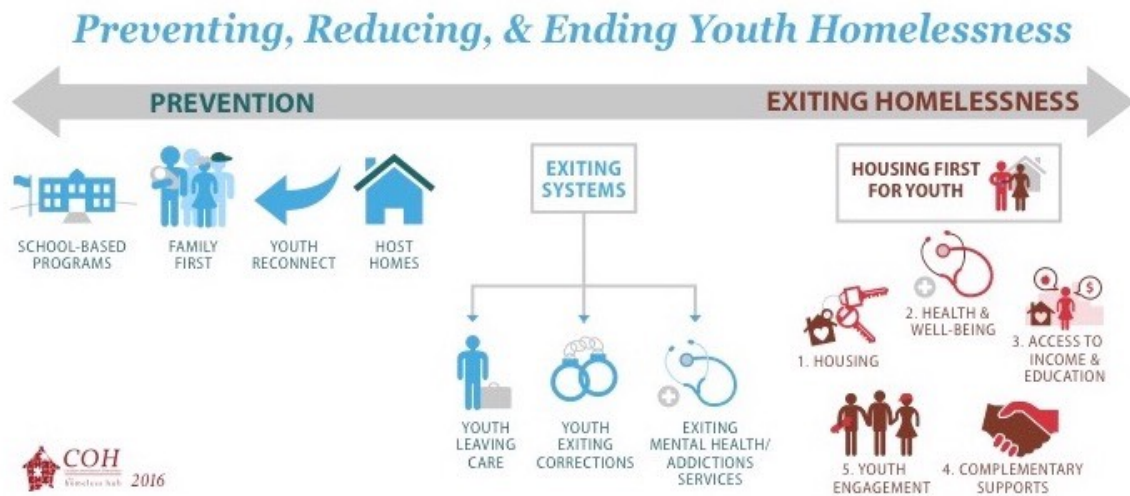 Preventing, Reducing, & Ending Youth Homelessness
PREVENTION
EXITING HOMELESSNESS
SCHOOL-BASED
PROGRAMS
FAMILY
FIRST
YOUTH
RECONNECT
HOST
HOMES
EXITING
SYSTEMS
YOUTH
LEAVING
CARE
YOUTH
EXITING
CORRECTIONS
EXITING
MENTAL HEALTH/
ADDICTIONS
SERVICES
HOUSING FIRST
FOR YOUTH
1. HOUSING
2. HEALTH &
WELL-BEING
$
3. ACCESS TO
INCOME &
EDUCATION
5. YOUTH
ENGAGEMENT
4. COMPLEMENTARY
SUPPORTS
COH
homeless hub
2016